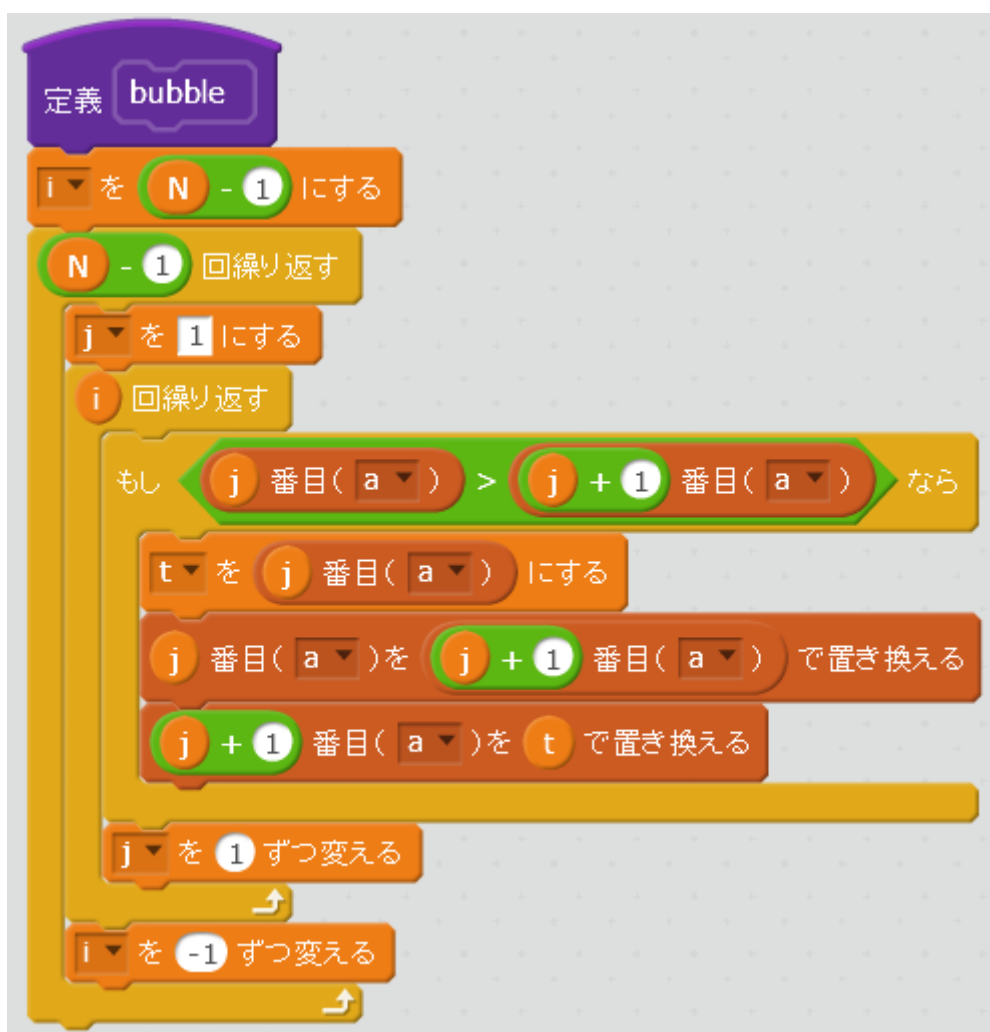 定義 bubble
i を N - 1 にする
N - 1 回繰り返す
j を 1 にする
i 回繰り返す
もし j 番目( a ) > j + 1 番目( a ) なら
t を j 番目( a ) にする
j 番目( a )を j + 1 番目( a ) で置き換える
j + 1 番目( a )を t で置き換える
j を 1 ずつ変える
i を -1 ずつ変える